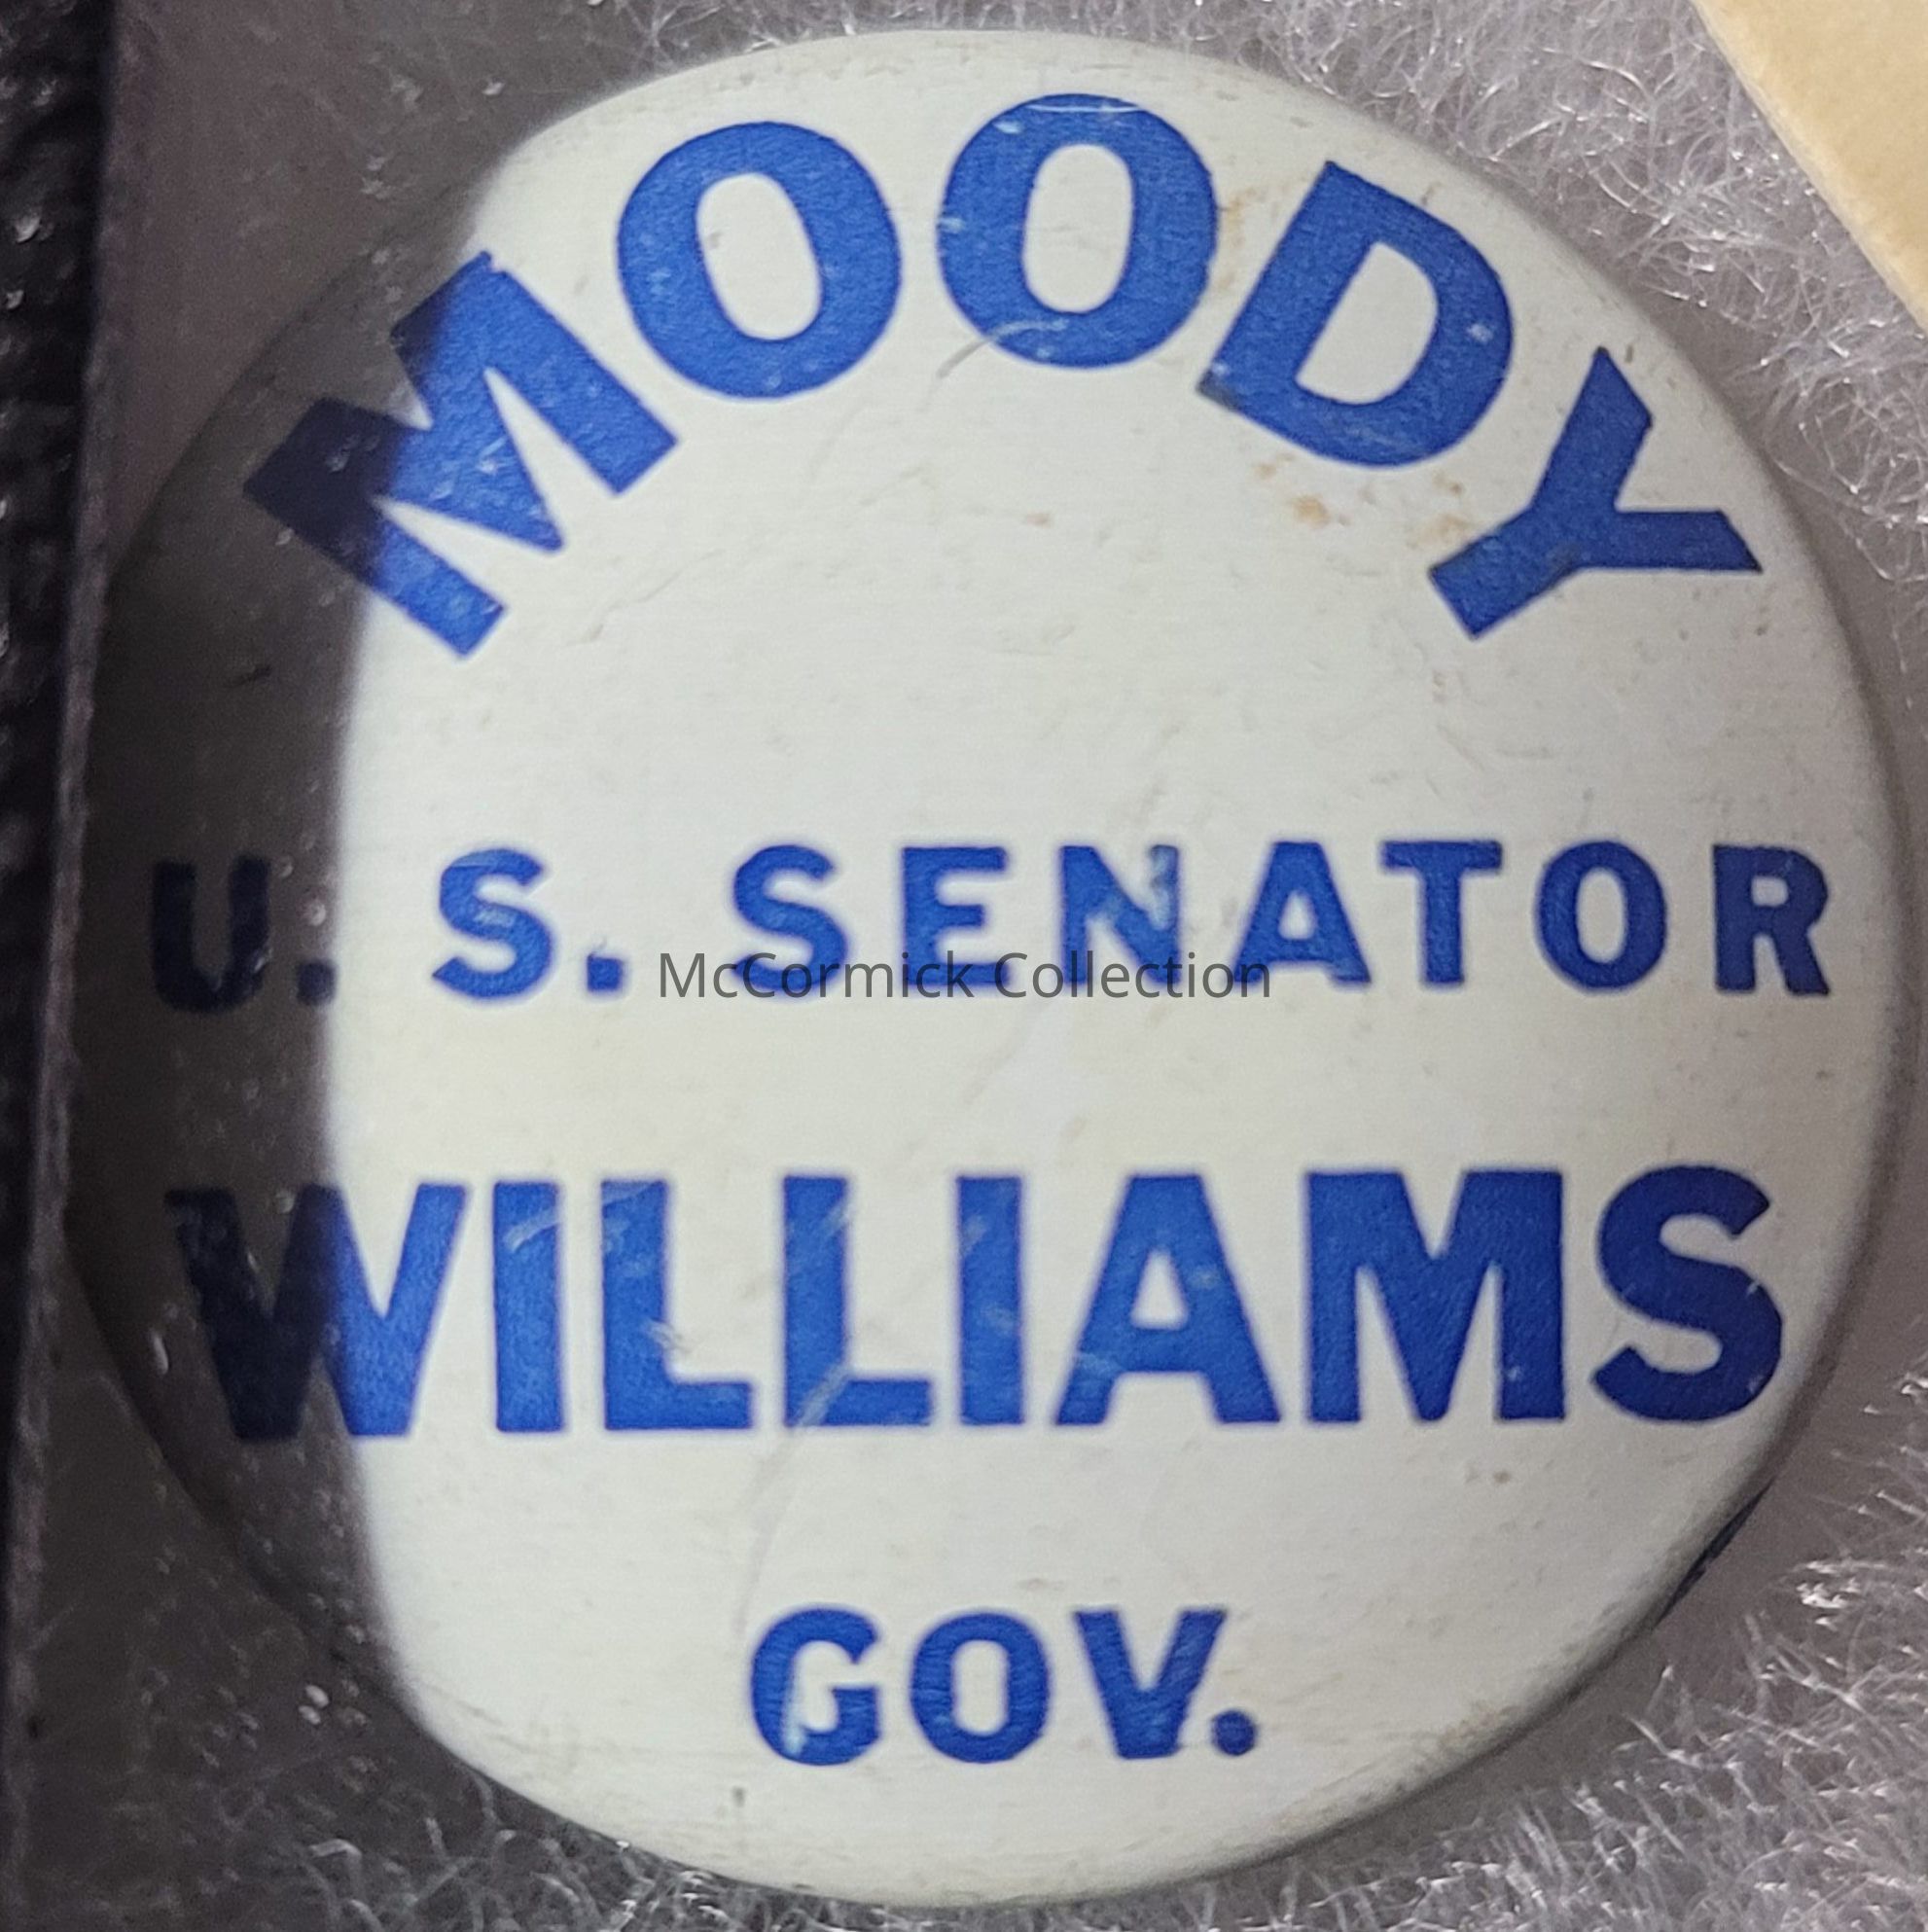 MOODY
U. S. SENATOR
McCormick Collection
WILLIAMS
GOV.